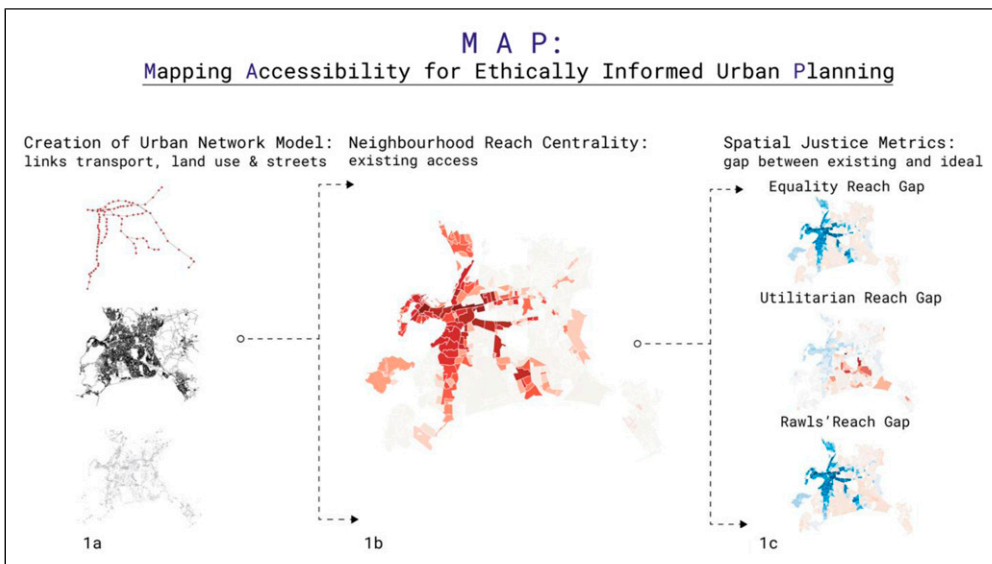 M A P:
Mapping Accessibility for Ethically Informed Urban Planning
Creation of Urban Network Model:
links transport, land use & streets
Neighbourhood Reach Centrality:
existing access
Spatial Justice Metrics:
gap between existing and ideal
Equality Reach Gap
Utilitarian Reach Gap
Rawls’Reach Gap
1a
1b
1c